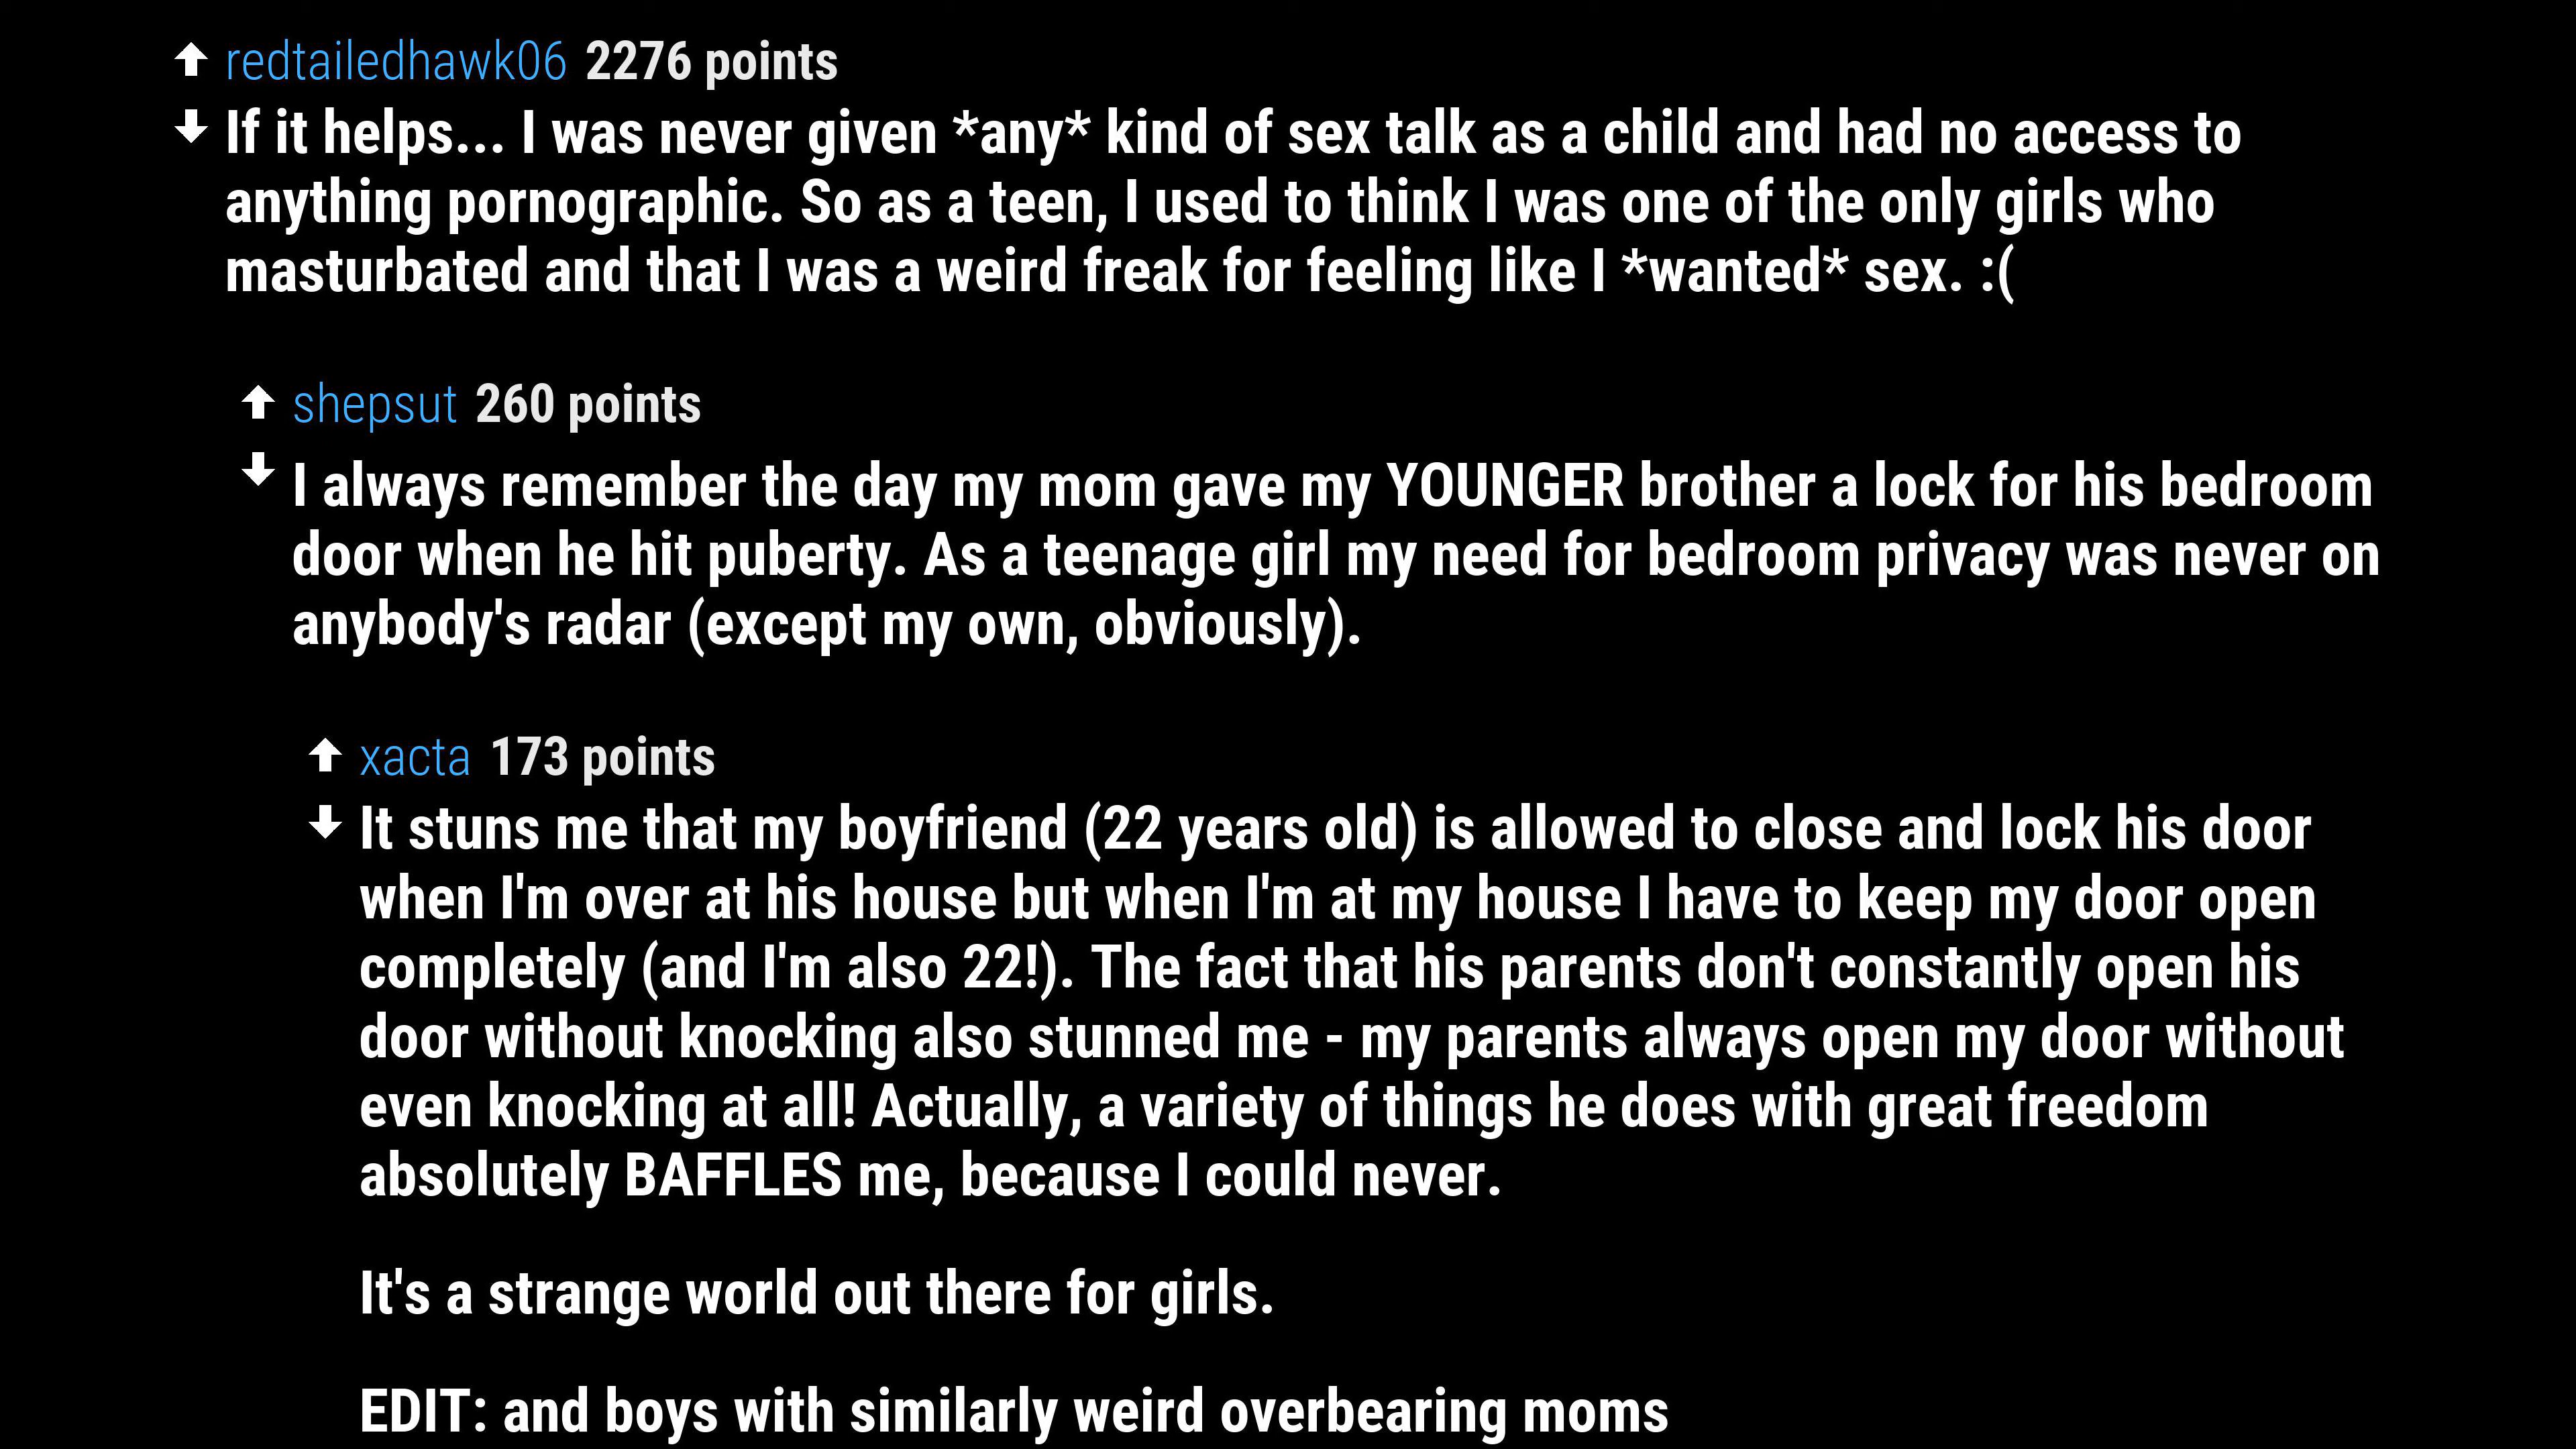 redtailedhawk06 2276 points
If it helps... I was never given *any* kind of sex talk as a child and had no access to
anything pornographic. So as a teen, I used to think I was one of the only girls who
masturbated and that I was a weird freak for feeling like I *wanted* sex. :(
shepsut 260 points
I always remember the day my mom gave my YOUNGER brother a lock for his bedroom
door when he hit puberty. As a teenage girl my need for bedroom privacy was never on
anybody's radar (except my own, obviously).
xacta 173 points
It stuns me that my boyfriend (22 years old) is allowed to close and lock his door
when I'm over at his house but when I'm at my house I have to keep my door open
completely (and I'm also 22!). The fact that his parents don't constantly open his
door without knocking also stunned me - my parents always open my door without
even knocking at all! Actually, a variety of things he does with great freedom
absolutely BAFFLES me, because I could never.
It's a strange world out there for girls.
EDIT: and boys with similarly weird overbearing moms